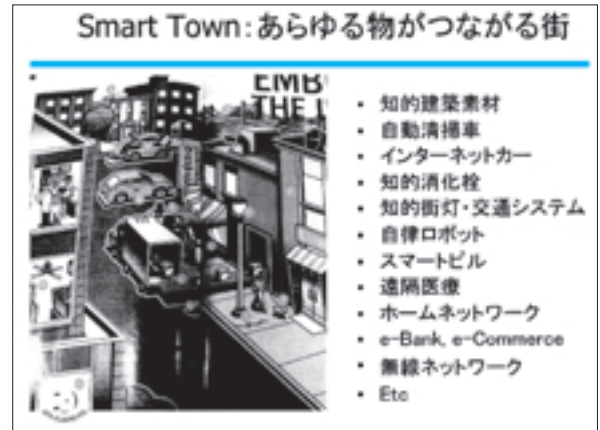 Smart Town：あらゆる物がつながる街
EMB
THE
• 知的建築素材
• 自動清掃車
• インターネットカー
• 知的消化栓
• 知的街灯・交通システム
• 自律ロボット
• スマートビル
• 遠隔医療
• ホームネットワーク
• e-Bank, e-Commerce
• 無線ネットワーク
• Etc